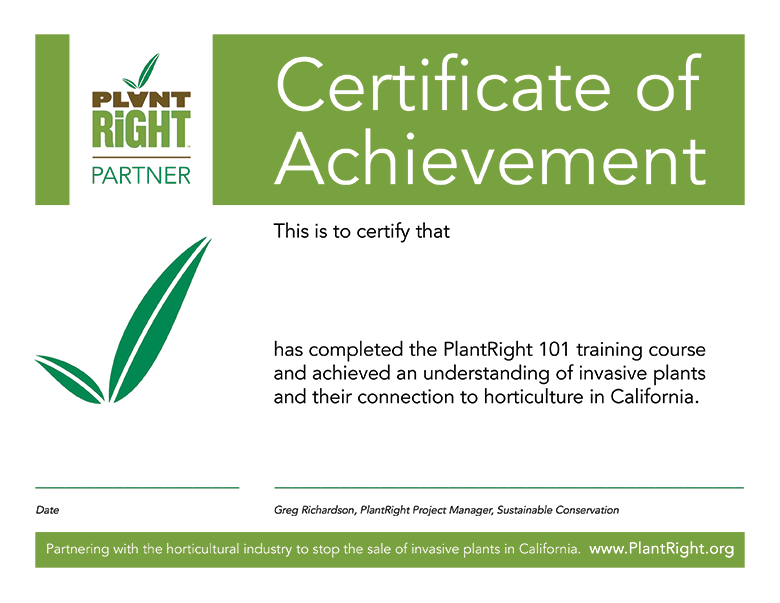 PLANT
RiGHT™
PARTNER
Certificate of
Achievement
This is to certify that
has completed the PlantRight 101 training course
and achieved an understanding of invasive plants
and their connection to horticulture in California.
Date
Greg Richardson, PlantRight Project Manager, Sustainable Conservation
Partnering with the horticultural industry to stop the sale of invasive plants in California. www.PlantRight.org